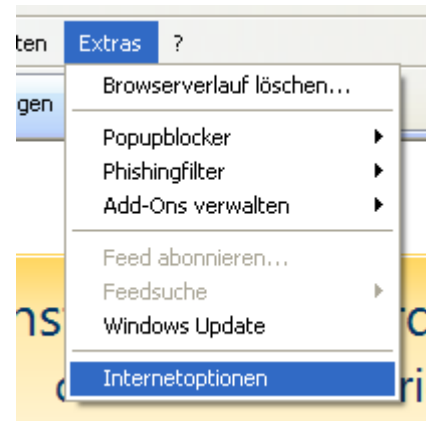 ten Extras ?
gen
Browserverlauf löschen...
Popupblocker
Phishingfilter
Add-Ons verwalten
Feed abonnieren...
Feedsuche
Windows Update
Internetoptionen